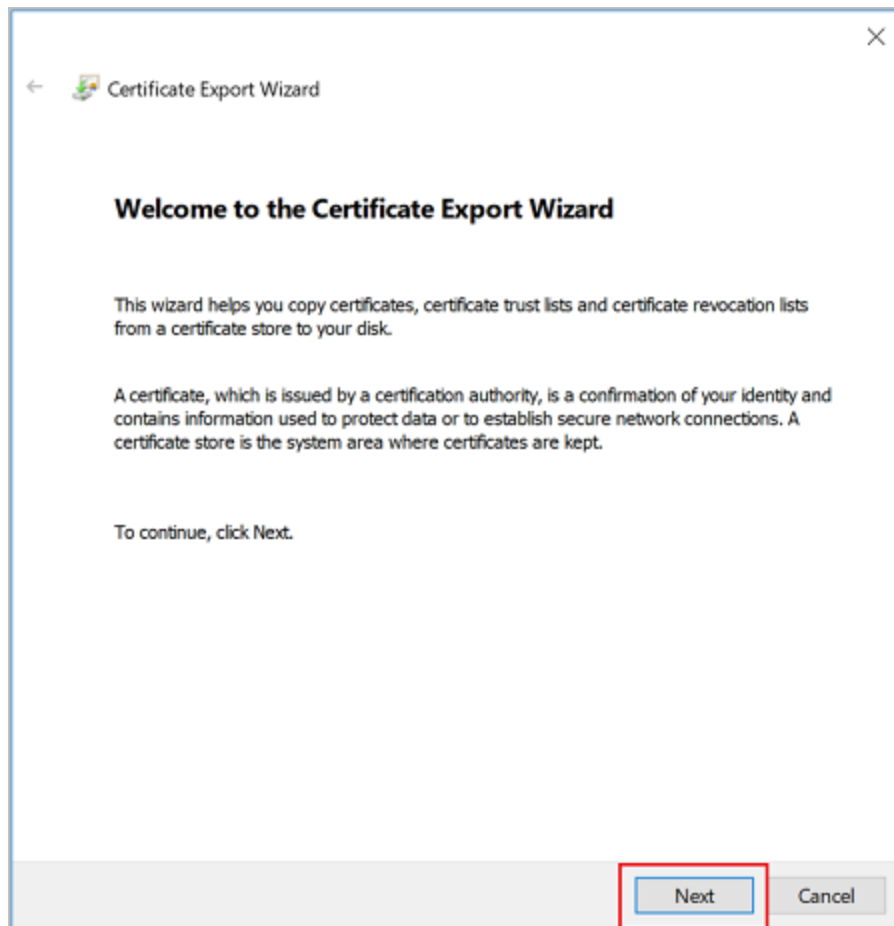 Certificate Export Wizard
Welcome to the Certificate Export Wizard
This wizard helps you copy certificates, certificate trust lists and certificate revocation lists
from a certificate store to your disk.
A certificate, which is issued by a certification authority, is a confirmation of your identity and
contains information used to protect data or to establish secure network connections. A
certificate store is the system area where certificates are kept.
To continue, click Next.
Next Cancel